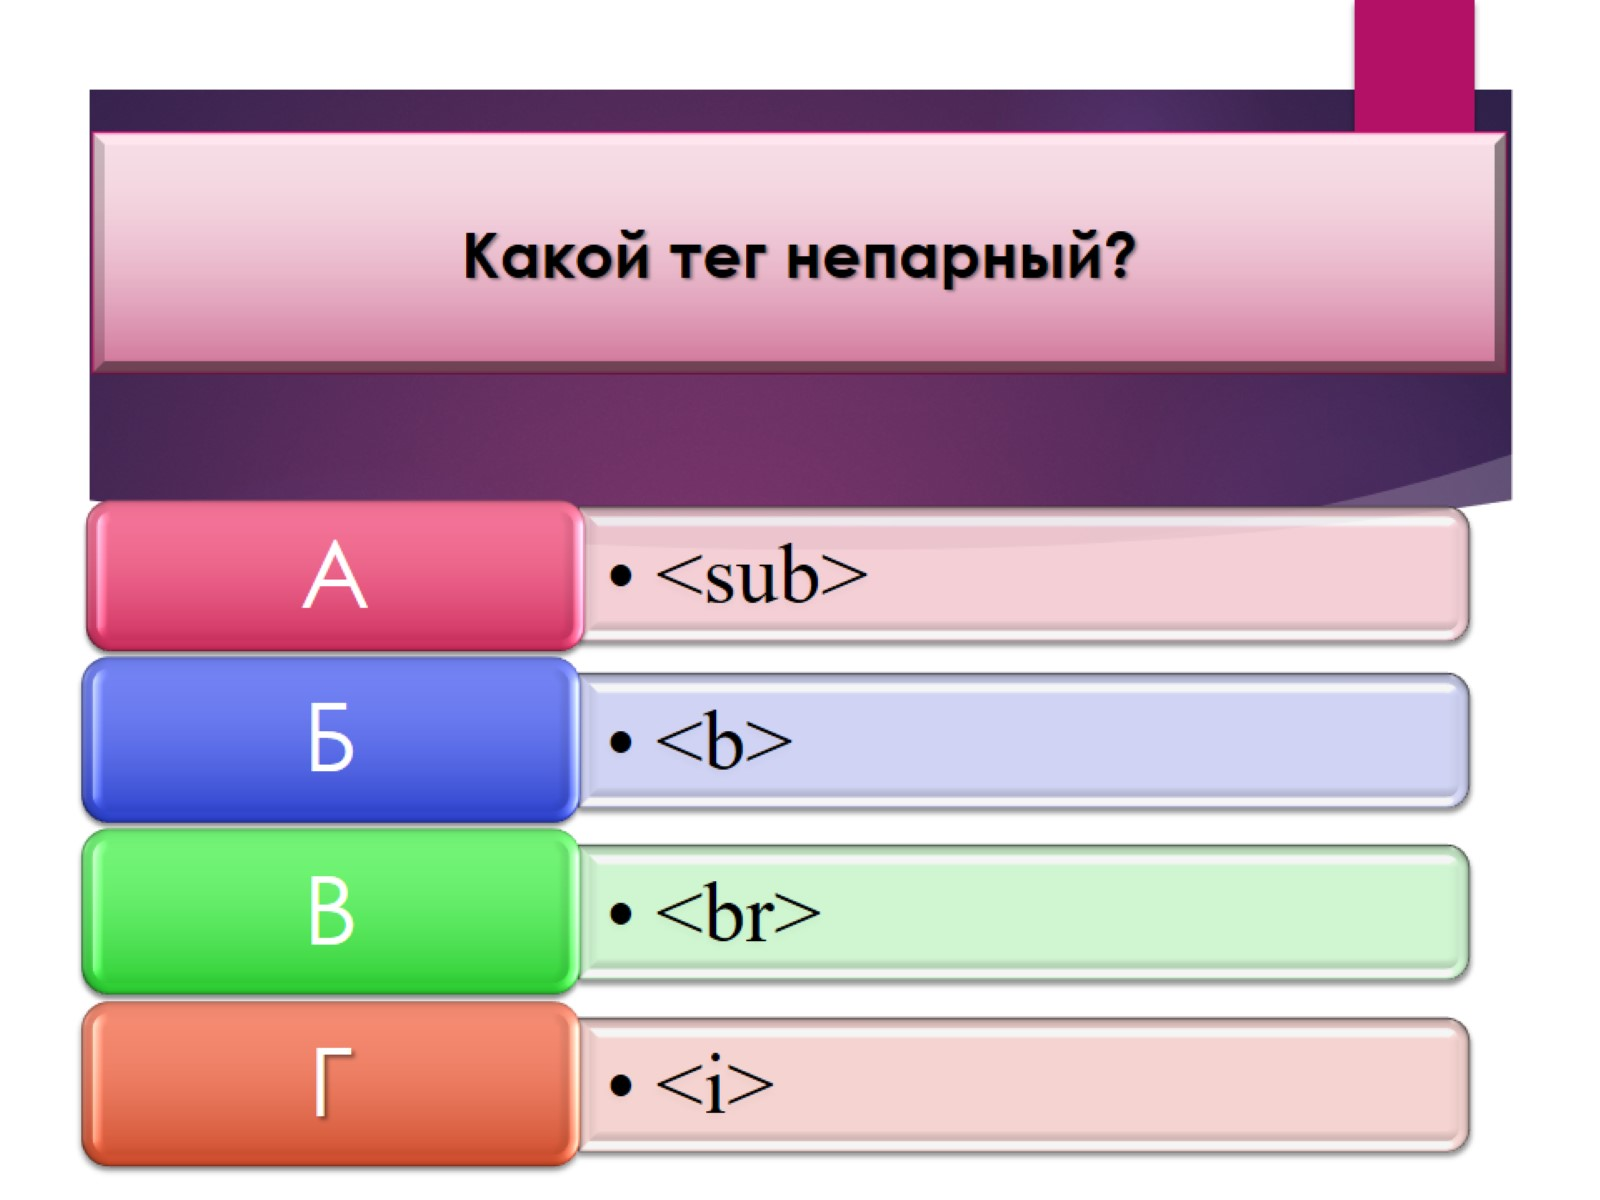 Какой тег непарный?
А
• <sub>
Б
• <b>
В
• <br>
Г
• <i>